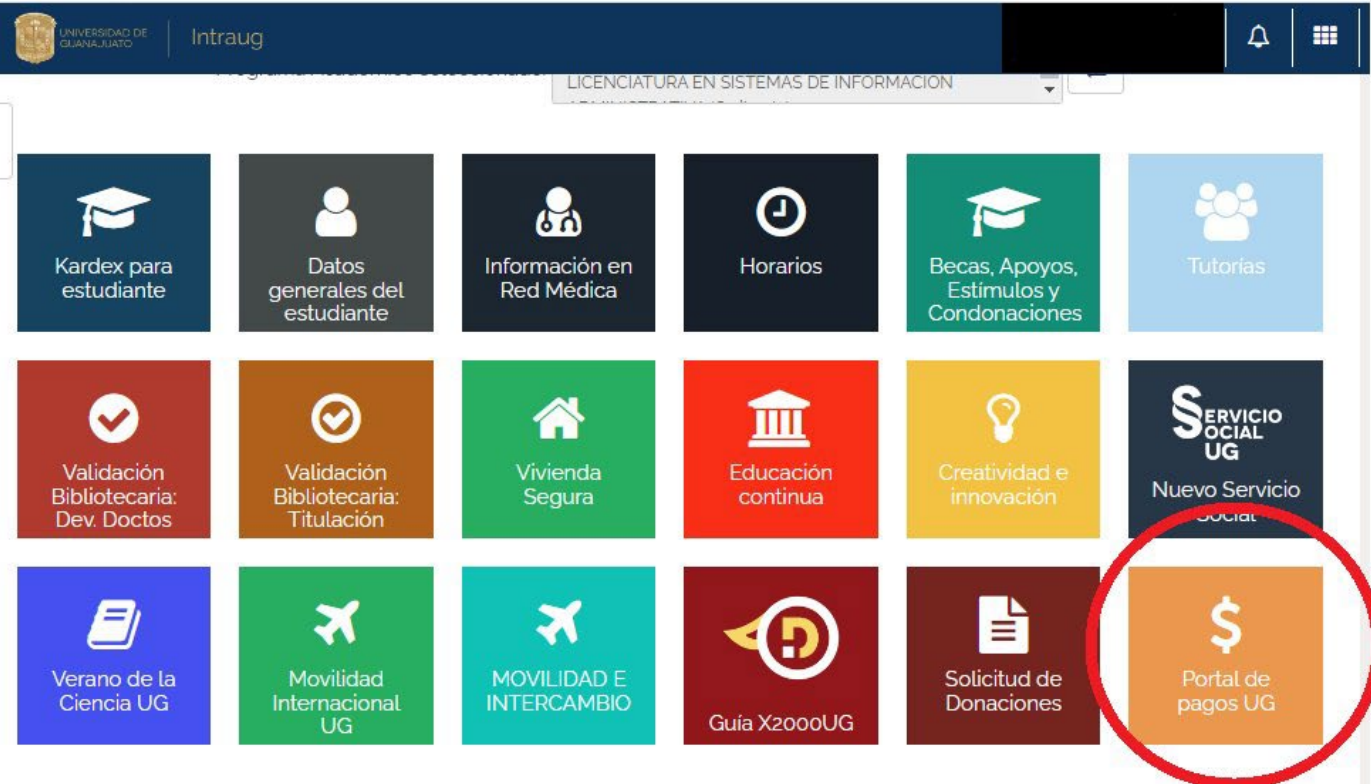 UNIVERSIDAD DE
GUANAJUATO
Intraug
LICENCIATURA EN SISTEMAS DE INFORMACIÓN
Kardex para
estudiante
Datos
generales del
estudiante
Información en
Red Médica
Horarios
Becas, Apoyos,
Estímulos y
Condonaciones
Tutorías
Validación
Bibliotecaria:
Dev. Doctos
Validación
Bibliotecaria:
Titulación
Vivienda
Segura
Educación
continua
Creatividad e
innovación
SERVICIO
SOCIAL
UG
Nuevo Servicio
Social
Verano de la
Ciencia UG
Movilidad
Internacional
UG
MOVILIDAD E
INTERCAMBIO
Guía X2000UG
Solicitud de
Donaciones
$
Portal de
pagos UG